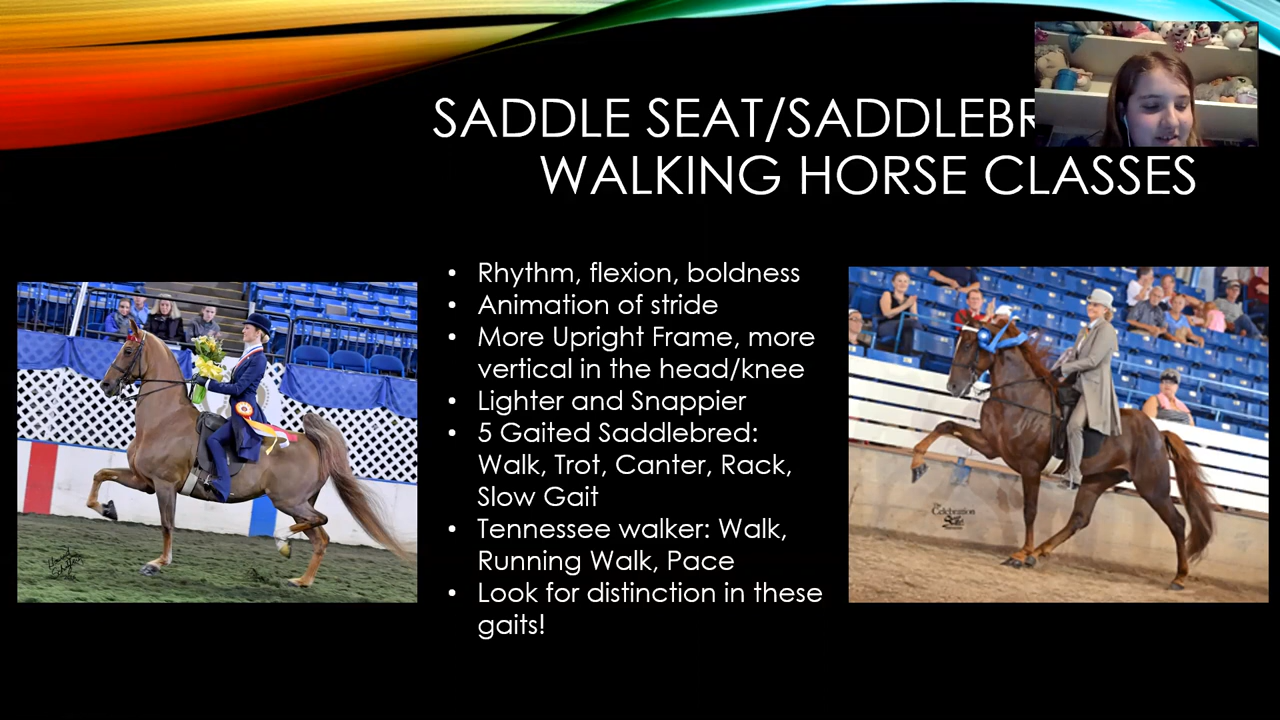 SADDLE SEAT/SADDLEBR
WALKING HORSE CLASSES
• Rhythm, flexion, boldness
• Animation of stride
• More Upright Frame, more
vertical in the head/knee
• Lighter and Snappier
• 5 Gaited Saddlebred:
Walk, Trot, Canter, Rack,
Slow Gait
• Tennessee walker: Walk,
Running Walk, Pace
• Look for distinction in these
gaits!
Celebration